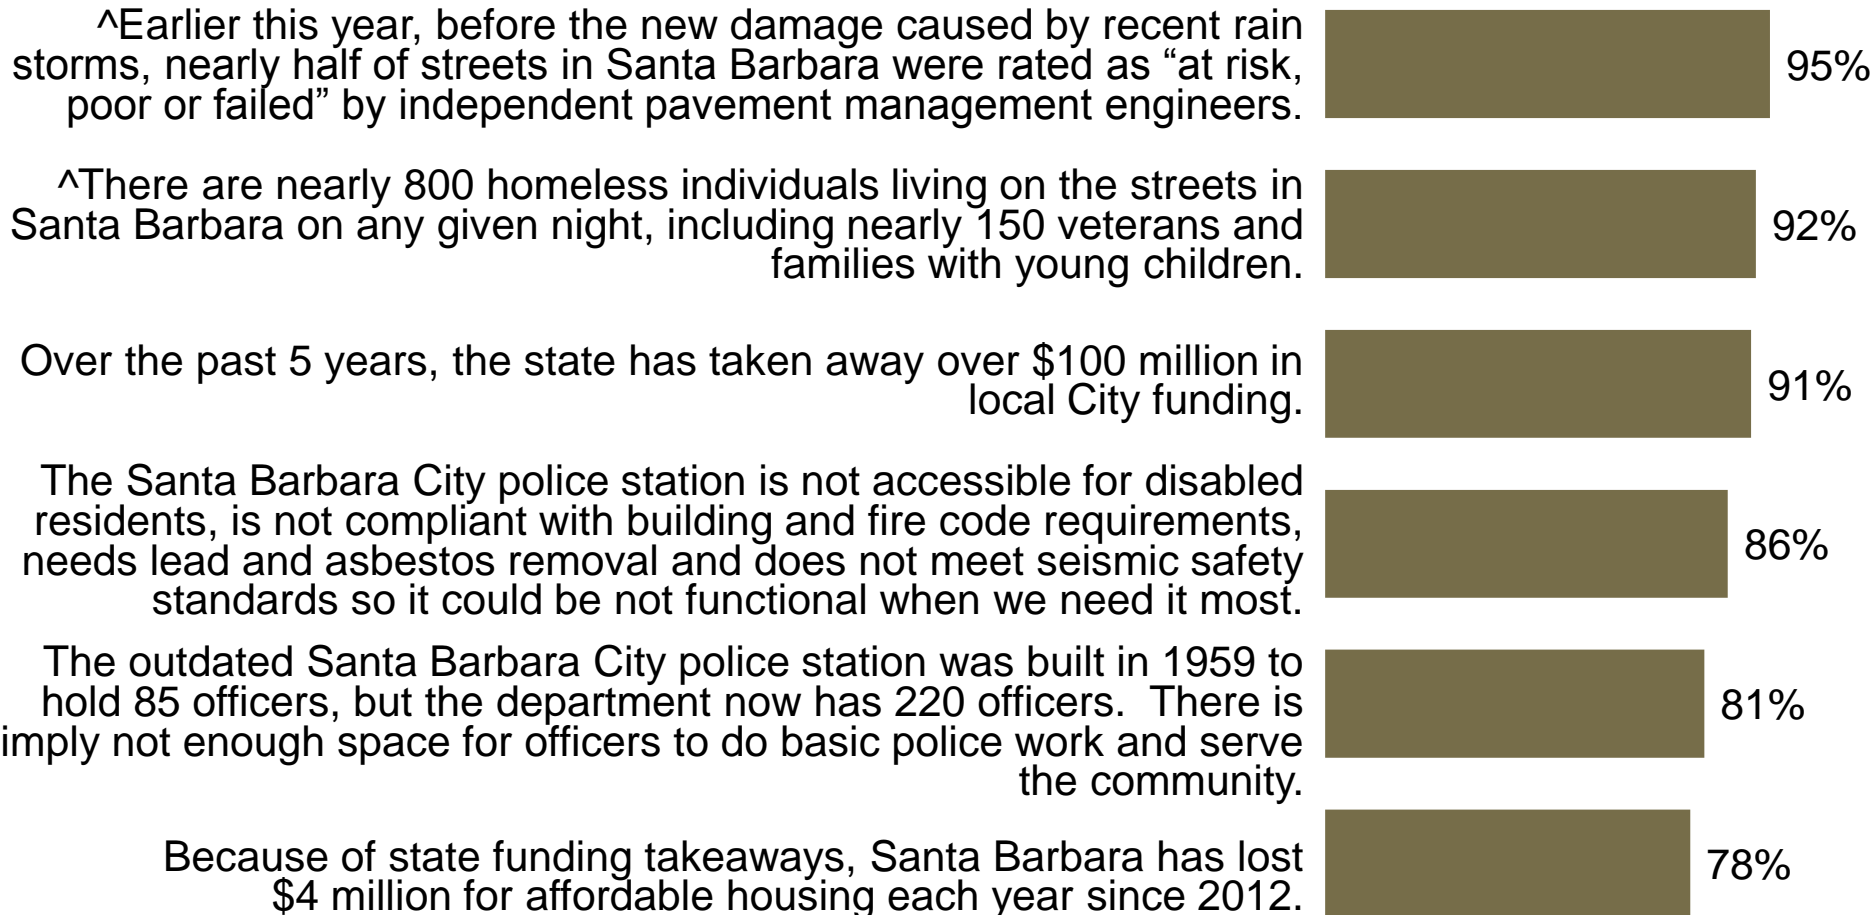 ^Earlier this year, before the new damage caused by recent rain
storms, nearly half of streets in Santa Barbara were rated as “at risk,
poor or failed” by independent pavement management engineers.
95%
^There are nearly 800 homeless individuals living on the streets in
Santa Barbara on any given night, including nearly 150 veterans and
families with young children.
92%
Over the past 5 years, the state has taken away over $100 million in
local City funding.
91%
The Santa Barbara City police station is not accessible for disabled
residents, is not compliant with building and fire code requirements,
needs lead and asbestos removal and does not meet seismic safety
standards so it could be not functional when we need it most.
86%
The outdated Santa Barbara City police station was built in 1959 to
hold 85 officers, but the department now has 220 officers.  There is
imply not enough space for officers to do basic police work and serve
the community.
81%
Because of state funding takeaways, Santa Barbara has lost
$4 million for affordable housing each year since 2012.
78%